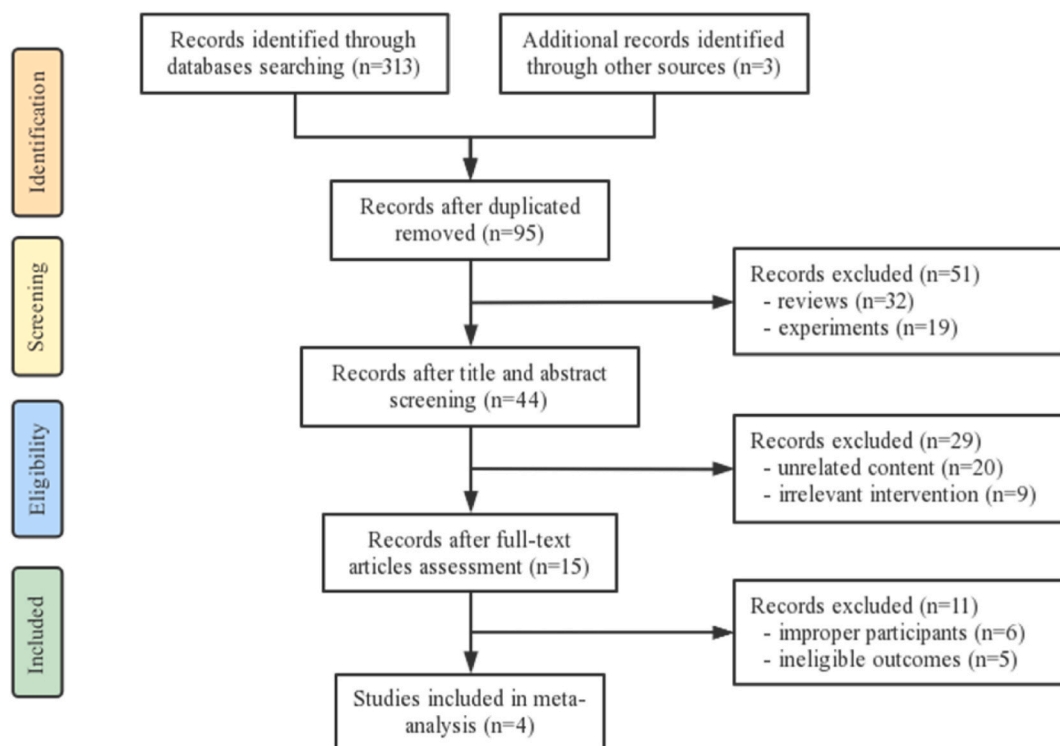 Records identified through
databases searching (n=313)
Additional records identified
through other sources (n=3)
Identification
Records after duplicated
removed (n=95)
Screening
Records excluded (n=51)
- reviews (n=32)
- experiments (n=19)
Records after title and abstract
screening (n=44)
Eligibility
Records excluded (n=29)
- unrelated content (n=20)
- irrelevant intervention (n=9)
Records after full-text
articles assessment (n=15)
Included
Records excluded (n=11)
- improper participants (n=6)
- ineligible outcomes (n=5)
Studies included in meta-
analysis (n=4)